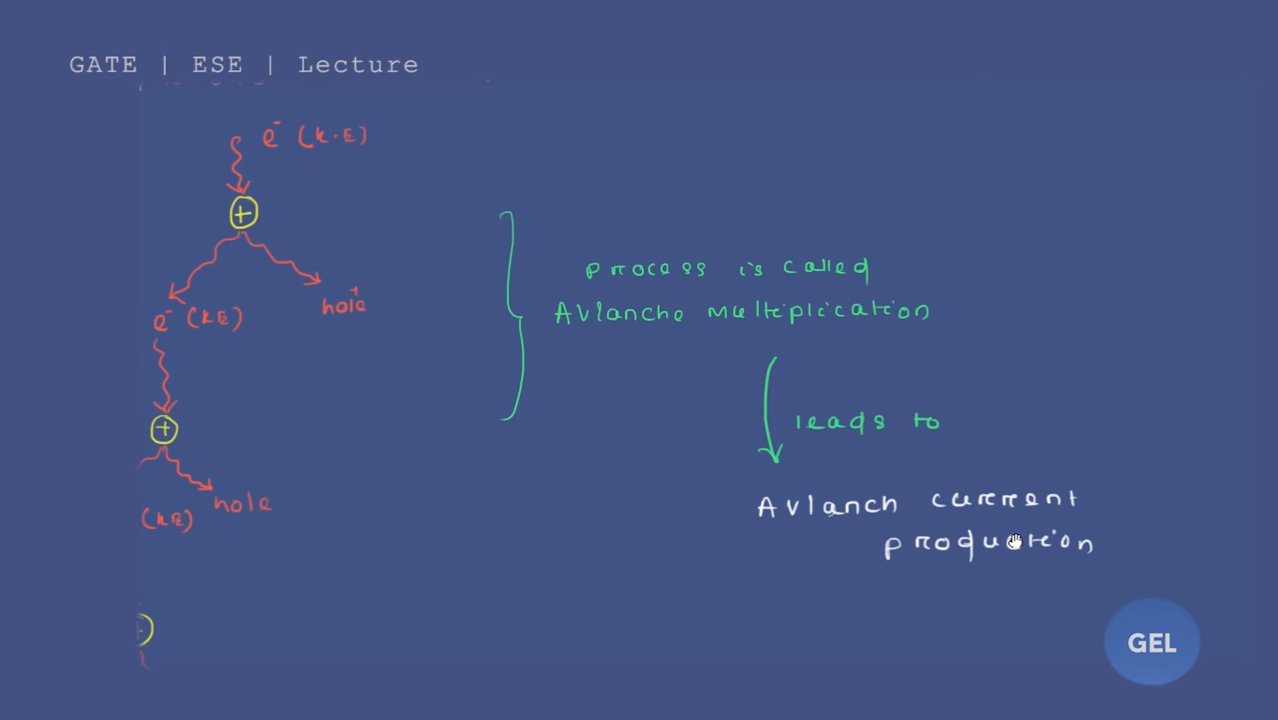 GATE | ESE | Lecture
e⁻ (K.E)
+
e⁻ (KE)
hole⁺
process is called
Avlanche multiplication
+
leads to
hole
(KE)
Avlanch current
production
GEL